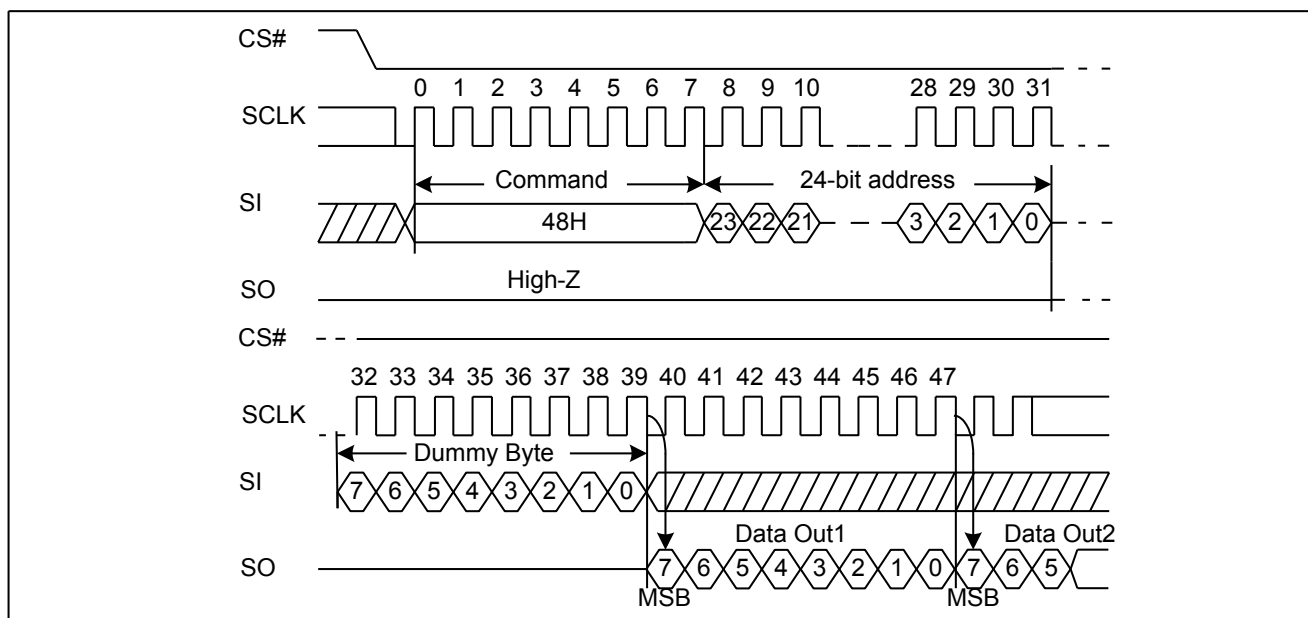 CS#
0 1 2 3 4 5 6 7 8 9 10 28 29 30 31
SCLK
Command 24-bit address
SI
48H 23 22 21 3 2 1 0
High-Z
SO
CS#
32 33 34 35 36 37 38 39 40 41 42 43 44 45 46 47
SCLK
Dummy Byte
SI
7 6 5 4 3 2 1 0
Data Out1 Data Out2
SO
7 6 5 4 3 2 1 0 7 6 5
MSB MSB